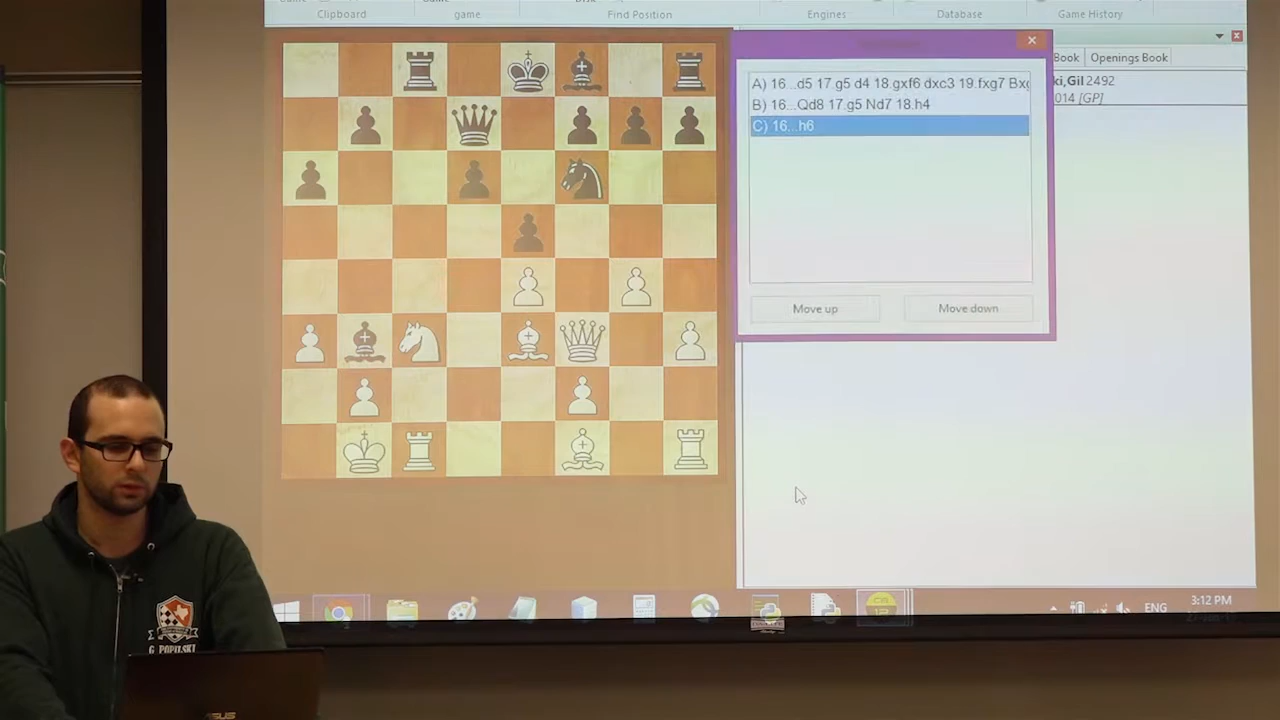 Clipboard
game
Find Position
Engines
Database
Game History
Book
Openings Book
A) 16...d5 17.g5 d4 18.gxf6 dxc3 19.fxg7 Bxg
B) 16...Qd8 17.g5 Nd7 18.h4
C) 16...h6
ki,Gil 2492
014 [GP]
Move up
Move down
ENG
3:12 PM
G POPILSKI
ASUS